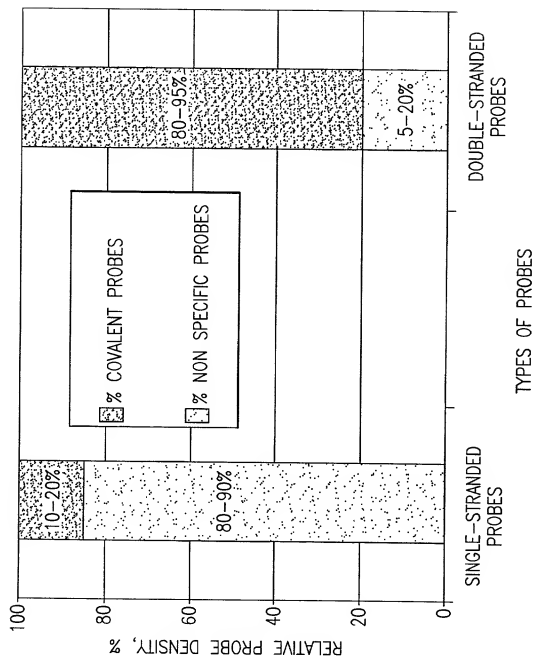 RELATIVE PROBE DENSITY, %
100
80
60
40
20
0
10-20%
80-90%
% COVALENT PROBES
% NON SPECIFIC PROBES
80-95%
5-20%
SINGLE-STRANDED
PROBES
DOUBLE-STRANDED
PROBES
TYPES OF PROBES